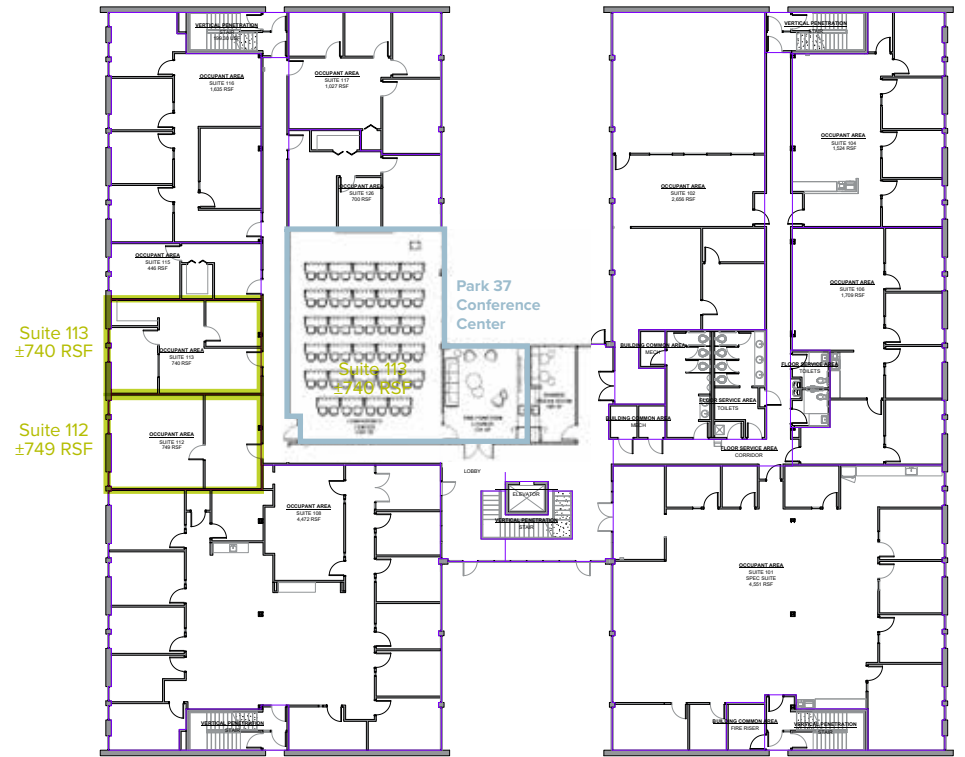 VERTICAL PENETRATION
STAIR
VERTICAL PENETRATION
STAIR
OCCUPANT AREA
SUITE 116
1,635 RSF
OCCUPANT AREA
SUITE 117
1,027 RSF
OCCUPANT AREA
SUITE 104
1,524 RSF
OCCUPANT AREA
SUITE 126
700 RSF
OCCUPANT AREA
SUITE 102
2,656 RSF
OCCUPANT AREA
SUITE 115
446 RSF
Park 37
Conference
Center
OCCUPANT AREA
SUITE 106
1,709 RSF
Suite 113
±740 RSF
OCCUPANT AREA
SUITE 113
740 RSF
Suite 113
±749 RSF
BUILDING COMMON AREA
MECH
FLOOR SERVICE AREA
TOILETS
FLOOR SERVICE AREA
TOILETS
BUILDING COMMON AREA
MECH
Suite 112
±749 RSF
OCCUPANT AREA
SUITE 112
749 RSF
FLOOR SERVICE AREA
CORRIDOR
LOBBY
ELEVATOR
VERTICAL PENETRATION
STAIR
OCCUPANT AREA
SUITE 108
4,472 RSF
OCCUPANT AREA
SUITE 101
SPEC SUITE
4,551 RSF
VERTICAL PENETRATION
STAIR
BUILDING COMMON AREA
FIRE RISER
VERTICAL PENETRATION
STAIR